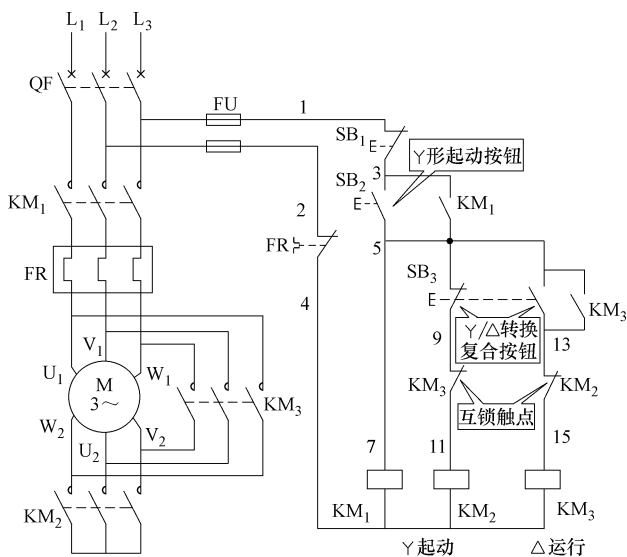 L1 L2 L3
QF
FU
1
SB1
Y形起动按钮
3
SB2
KM1
KM1
2
FR
5
FR
4
SB3
KM3
Y/△转换
复合按钮
9
13
V1
U1
W1
M
3~
KM3
KM3
KM2
互锁触点
W2
V2
U2
7
11
15
KM2
KM1
KM2
KM3
Y起动
△运行